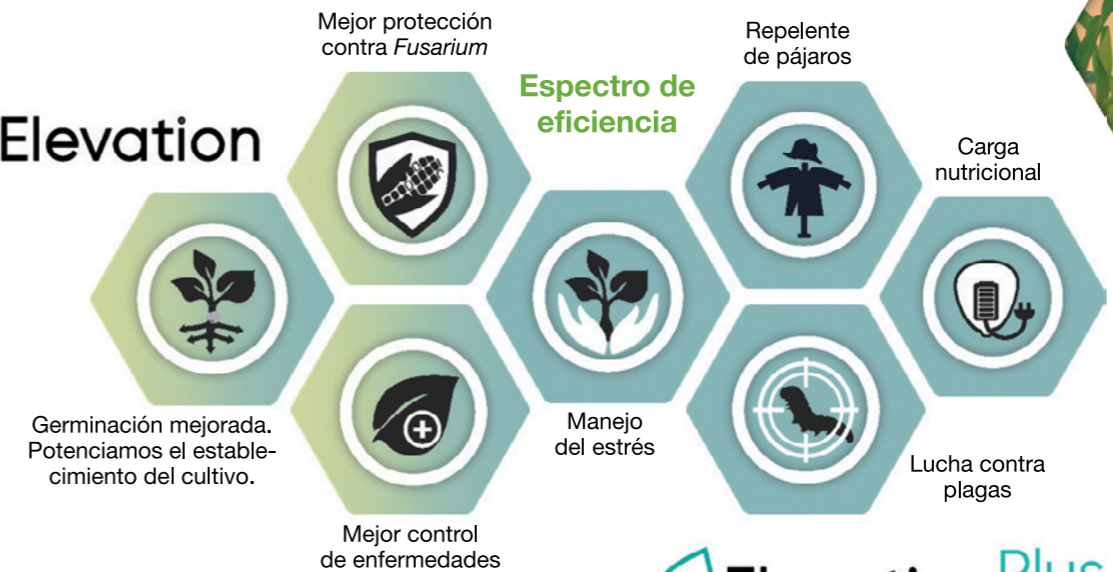 Mejor protección
contra Fusarium
Espectro de
eficiencia
Repelente
de pájaros
Elevation
Carga
nutricional
Germinación mejorada.
Potenciamos el estable-
cimiento del cultivo.
Manejo
del estrés
Lucha contra
plagas
Mejor control
de enfermedades
Elevation Plus